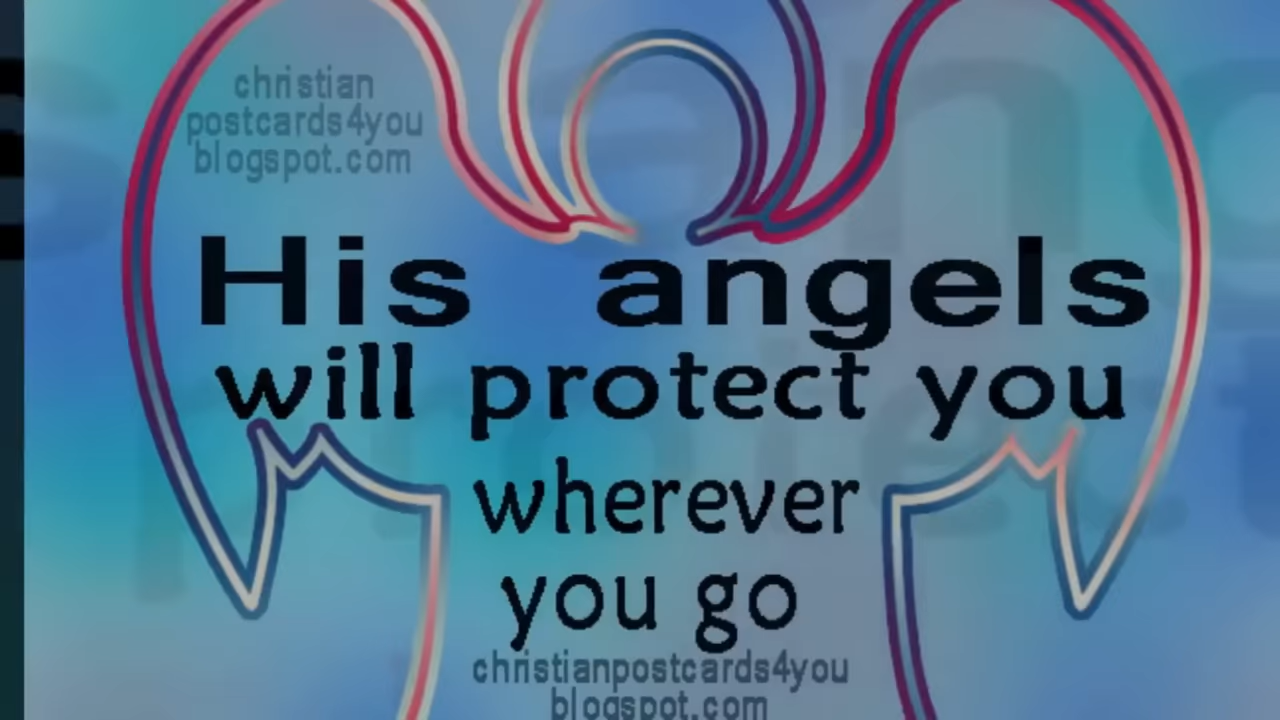 christian
postcards4you
blogspot.com
His angels
will protect you
wherever
you go
christianpostcards4you
blogspot.com